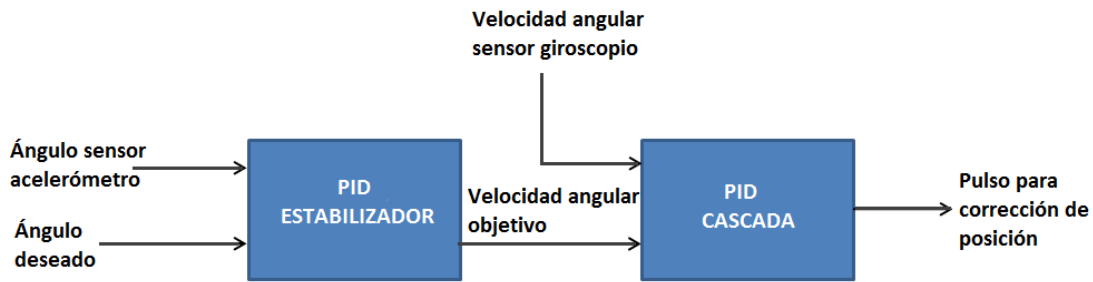 Velocidad angular
sensor giroscopio
Ángulo sensor
acelerómetro
Ángulo
deseado
PID
ESTABILIZADOR
Velocidad angular
objetivo
PID
CASCADA
Pulso para
corrección de
posición